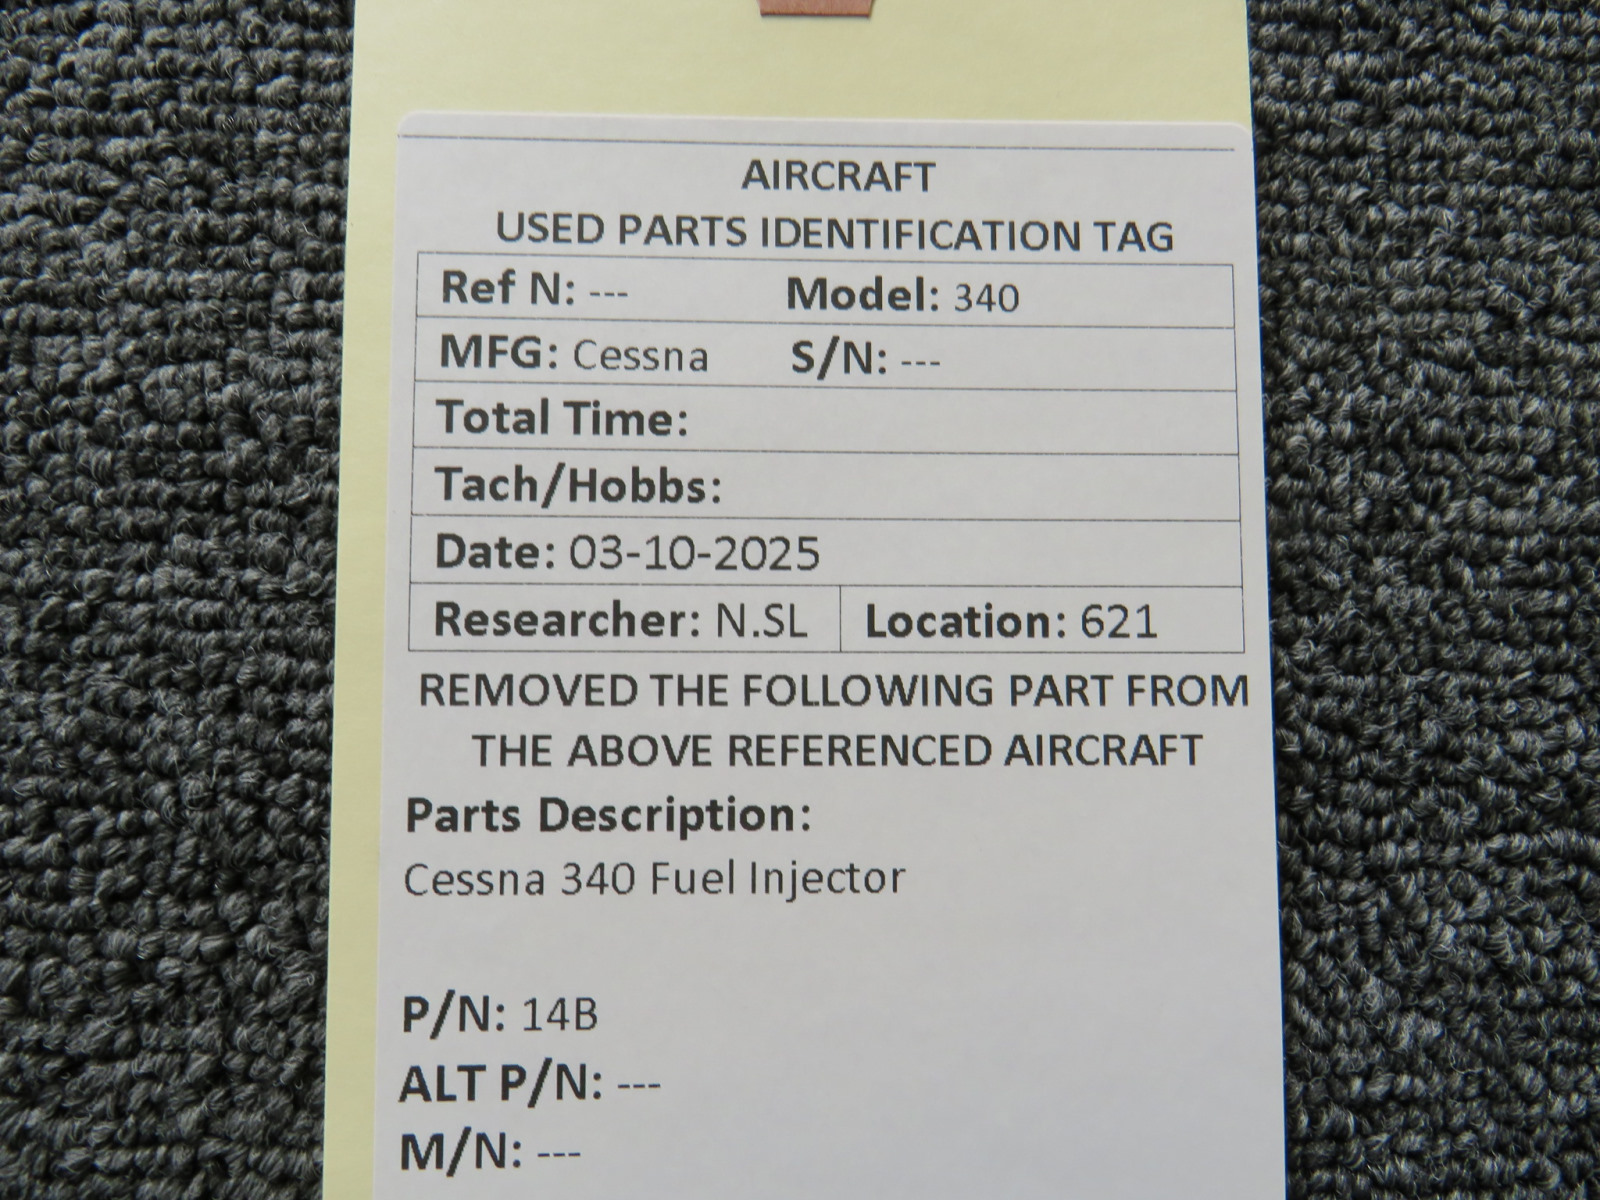 AIRCRAFT
USED PARTS IDENTIFICATION TAG
Ref N: --- Model: 340
MFG: Cessna S/N: ---
Total Time:
Tach/Hobbs:
Date: 03-10-2025
Researcher: N.SL Location: 621
REMOVED THE FOLLOWING PART FROM
THE ABOVE REFERENCED AIRCRAFT
Parts Description:
Cessna 340 Fuel Injector
P/N: 14B
ALT P/N: ---
M/N: ---